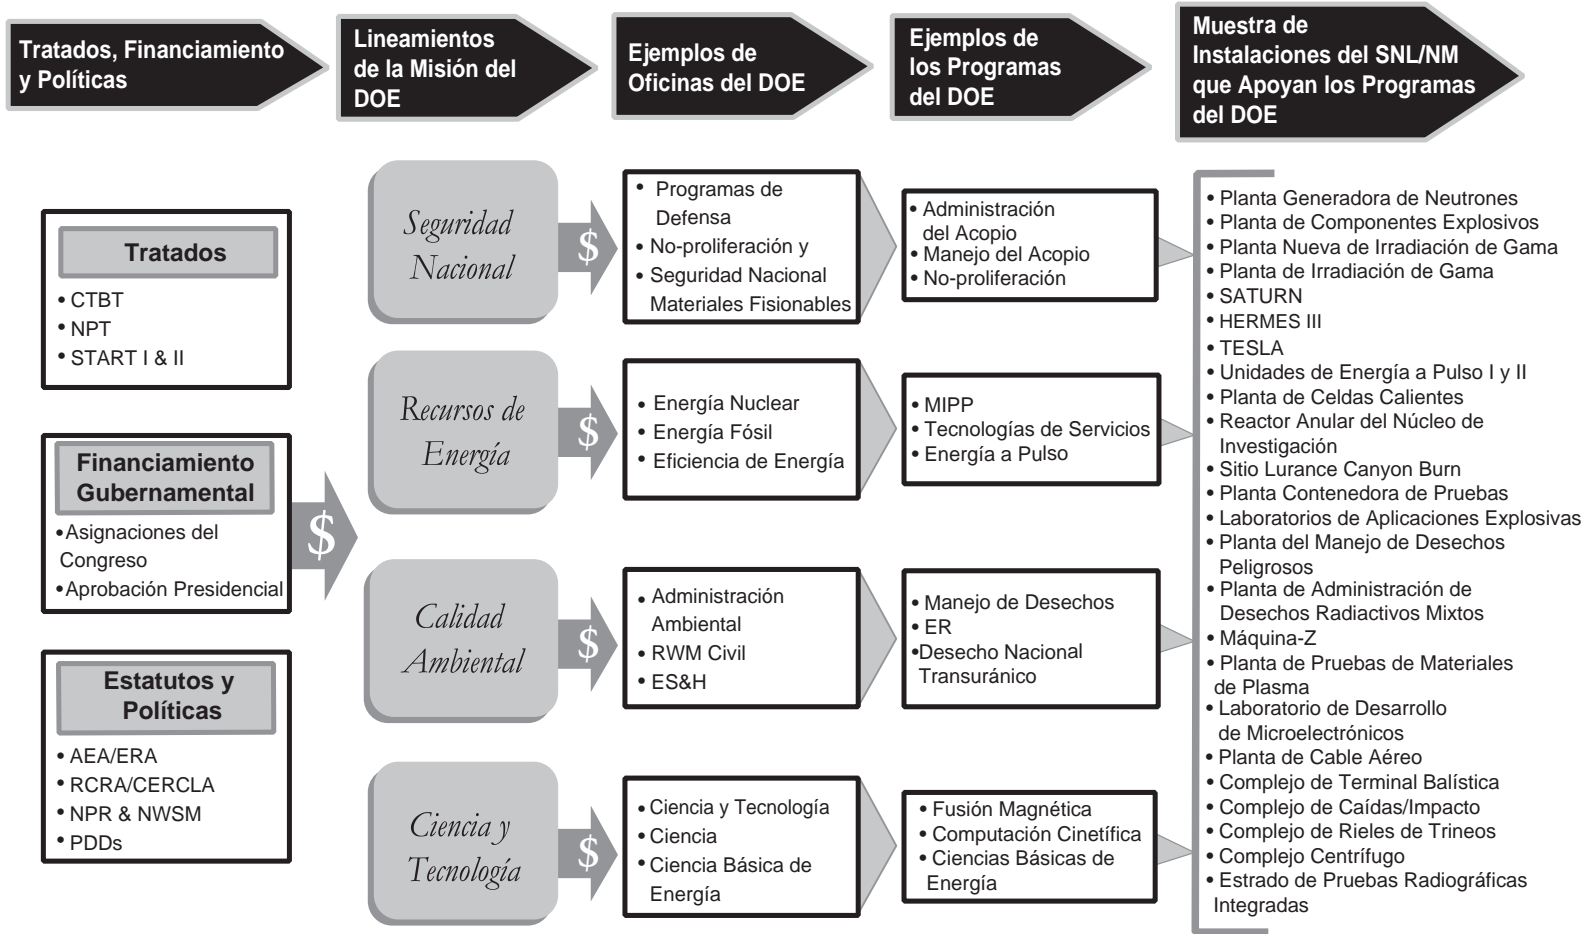 Tratados, Financiamiento
y Políticas
Lineamientos
de la Misión del
DOE
Ejemplos de
Oficinas del DOE
Ejemplos de
los Programas
del DOE
Muestra de
Instalaciones del SNL/NM
que Apoyan los Programas
del DOE
Tratados
• CTBT
• NPT
• START I & II
Financiamiento
Gubernamental
•Asignaciones del
Congreso
•Aprobación Presidencial
$
Estatutos y
Políticas
• AEA/ERA
• RCRA/CERCLA
• NPR & NWSM
• PDDs
Seguridad
Nacional
$
• Programas de
Defensa
• No-proliferación y
• Seguridad Nacional
Materiales Fisionables
• Administración
del Acopio
• Manejo del Acopio
• No-proliferación
Recursos de
Energía
$
• Energía Nuclear
• Energía Fósil
• Eficiencia de Energía
• MIPP
• Tecnologías de Servicios
• Energía a Pulso
Calidad
Ambiental
$
• Administración
Ambiental
• RWM Civil
• ES&H
• Manejo de Desechos
• ER
•Desecho Nacional
Transuránico
Ciencia y
Tecnología
$
• Ciencia y Tecnología
• Ciencia
• Ciencia Básica de
Energía
• Fusión Magnética
• Computación Cinetífica
• Ciencias Básicas de
Energía
• Planta Generadora de Neutrones
• Planta de Componentes Explosivos
• Planta Nueva de Irradiación de Gama
• Planta de Irradiación de Gama
• SATURN
• HERMES III
• TESLA
• Unidades de Energía a Pulso I y II
• Planta de Celdas Calientes
• Reactor Anular del Núcleo de
Investigación
• Sitio Lurance Canyon Burn
• Planta Contenedora de Pruebas
• Laboratorios de Aplicaciones Explosivas
• Planta del Manejo de Desechos
Peligrosos
• Planta de Administración de
Desechos Radiactivos Mixtos
• Máquina-Z
• Planta de Pruebas de Materiales
de Plasma
• Laboratorio de Desarrollo
de Microelectrónicos
• Planta de Cable Aéreo
• Complejo de Terminal Balística
• Complejo de Caídas/Impacto
• Complejo de Rieles de Trineos
• Complejo Centrífugo
• Estrado de Pruebas Radiográficas
Integradas